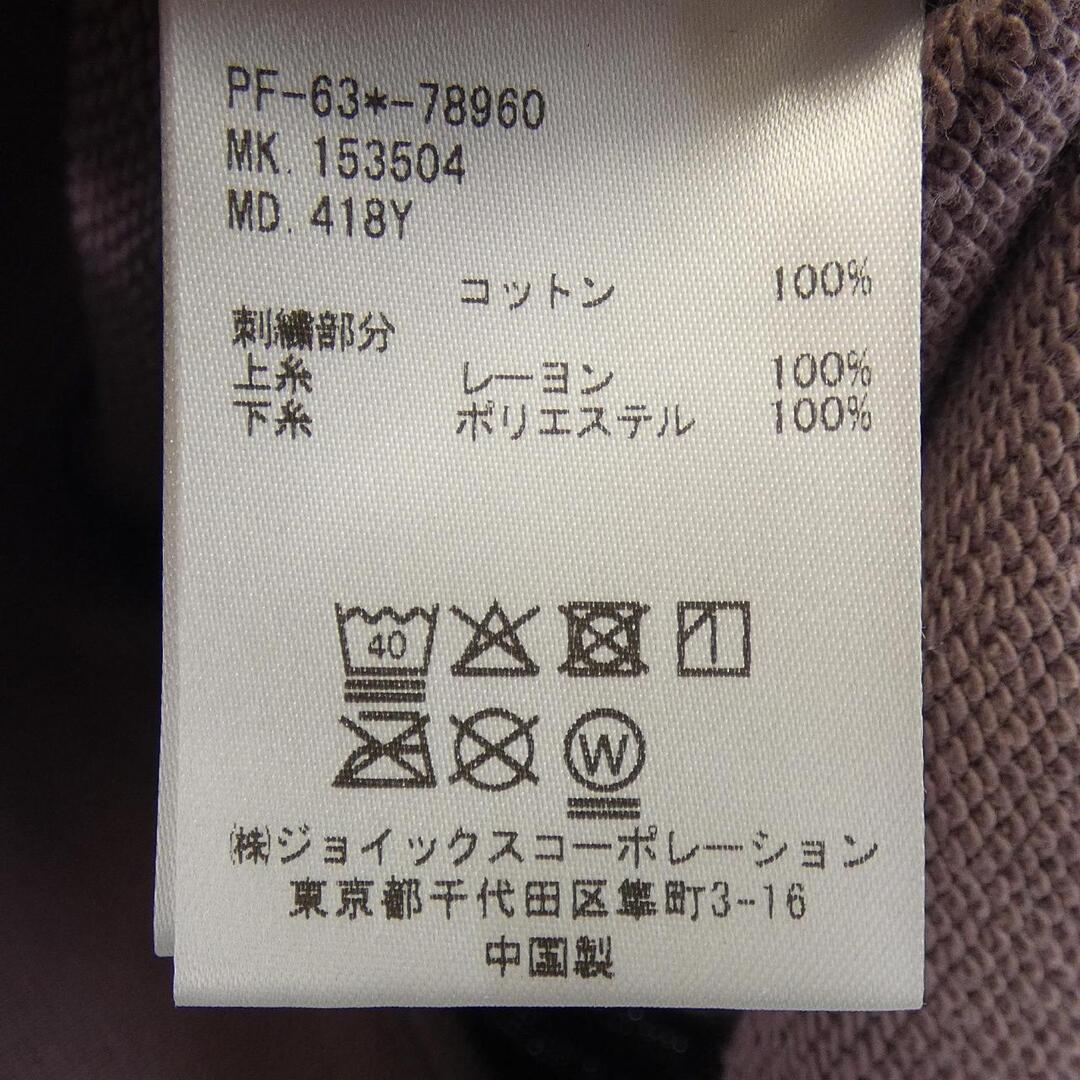 PF-63*-78960
MK. 153504
MD. 418Y
コットン 100%
刺繍部分
上糸 レーヨン 100%
下糸 ポリエステル 100%
40
W
㈱ジョイックスコーポレーション
東京都千代田区隼町3-16
中国製